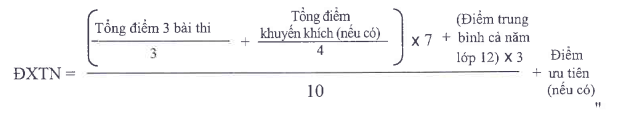 ĐXTN = ((Tổng điểm 3 bài thi / 3 + Tổng điểm khuyến khích (nếu có) / 4) x 7 + (Điểm trung bình cả năm lớp 12) x 3) / 10 + Điểm ưu tiên (nếu có)
"